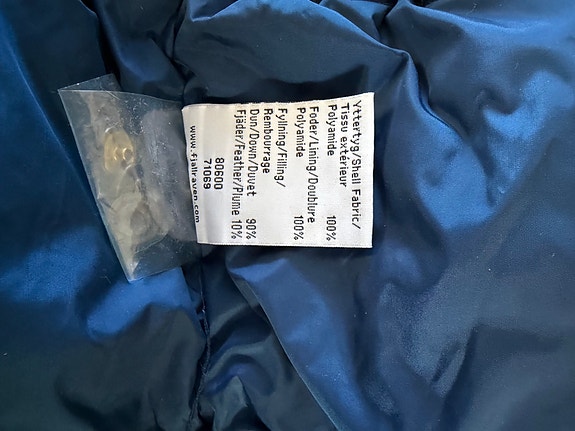 Yttertyg/Shell Fabric/
Tissu extérieur
Polyamide 100%
Foder/Lining/Doublure
Polyamide 100%
Fyllning/Filling/
Rembourrage
Dun/Down/Duvet 90%
Fjäder/Feather/Plume 10%
80600
71069
www.fjallraven.com